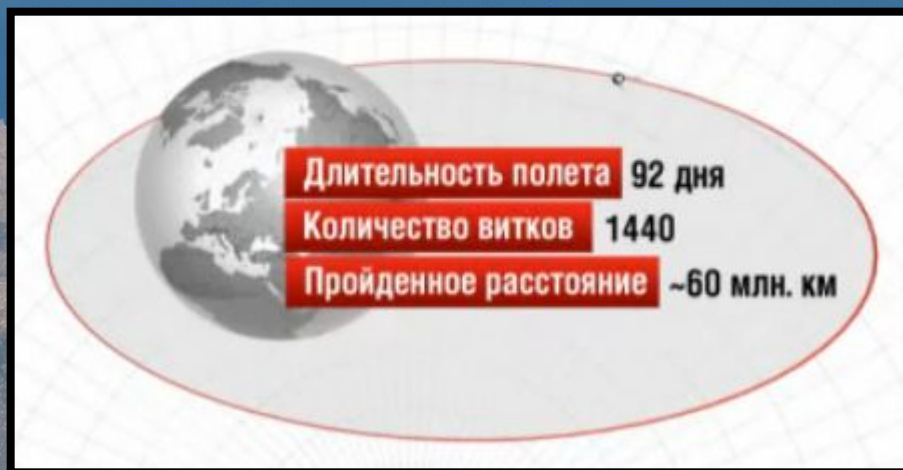 Длительность полета 92 дня
Количество витков 1440
Пройденное расстояние ~60 млн. км